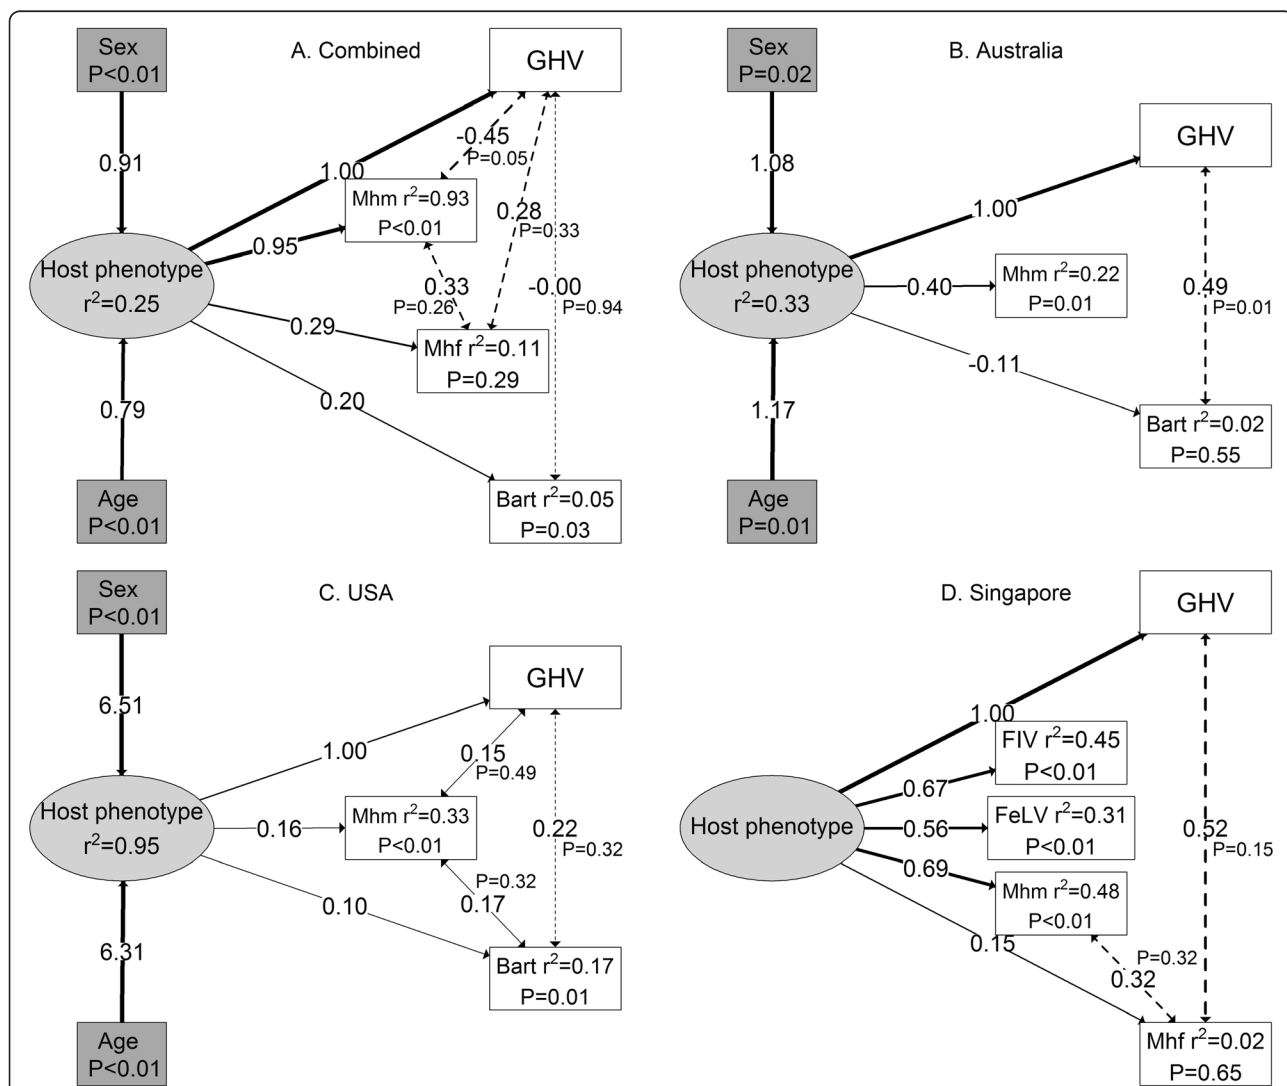 A. Combined
Sex
P<0.01
0.91
Host phenotype
r²=0.25
0.79
Age
P<0.01
GHV
1.00
-0.45
P=0.05
Mhm r²=0.93
P<0.01
0.95
0.28
P=0.33
0.33
P=0.26
-0.00
P=0.94
0.29
Mhf r²=0.11
P=0.29
0.20
Bart r²=0.05
P=0.03
B. Australia
Sex
P=0.02
1.08
Host phenotype
r²=0.33
1.17
Age
P=0.01
GHV
1.00
Mhm r²=0.22
P=0.01
0.40
0.49
P=0.01
-0.11
Bart r²=0.02
P=0.55
C. USA
Sex
P<0.01
6.51
Host phenotype
r²=0.95
6.31
Age
P<0.01
GHV
1.00
0.15
P=0.49
Mhm r²=0.33
P<0.01
0.16
0.22
P=0.32
P=0.32
0.17
0.10
Bart r²=0.17
P=0.01
D. Singapore
Host phenotype
GHV
1.00
FIV r²=0.45
P<0.01
0.67
FeLV r²=0.31
P<0.01
0.56
0.52
P=0.15
Mhm r²=0.48
P<0.01
0.69
0.15
P=0.32
0.32
Mhf r²=0.02
P=0.65